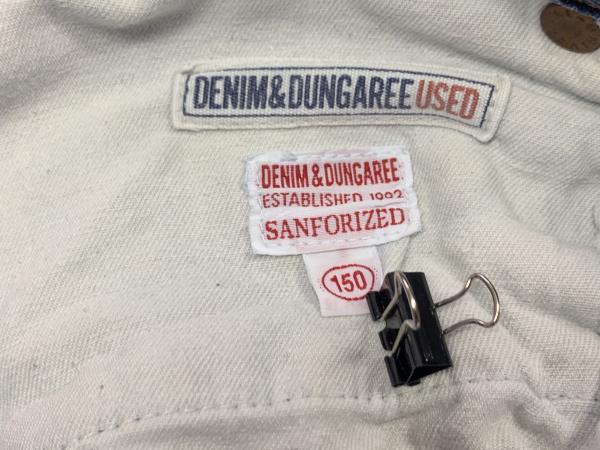 DENIM&DUNGAREE USED
DENIM & DUNGAREE
ESTABLISHED 1992
SANFORIZED
150